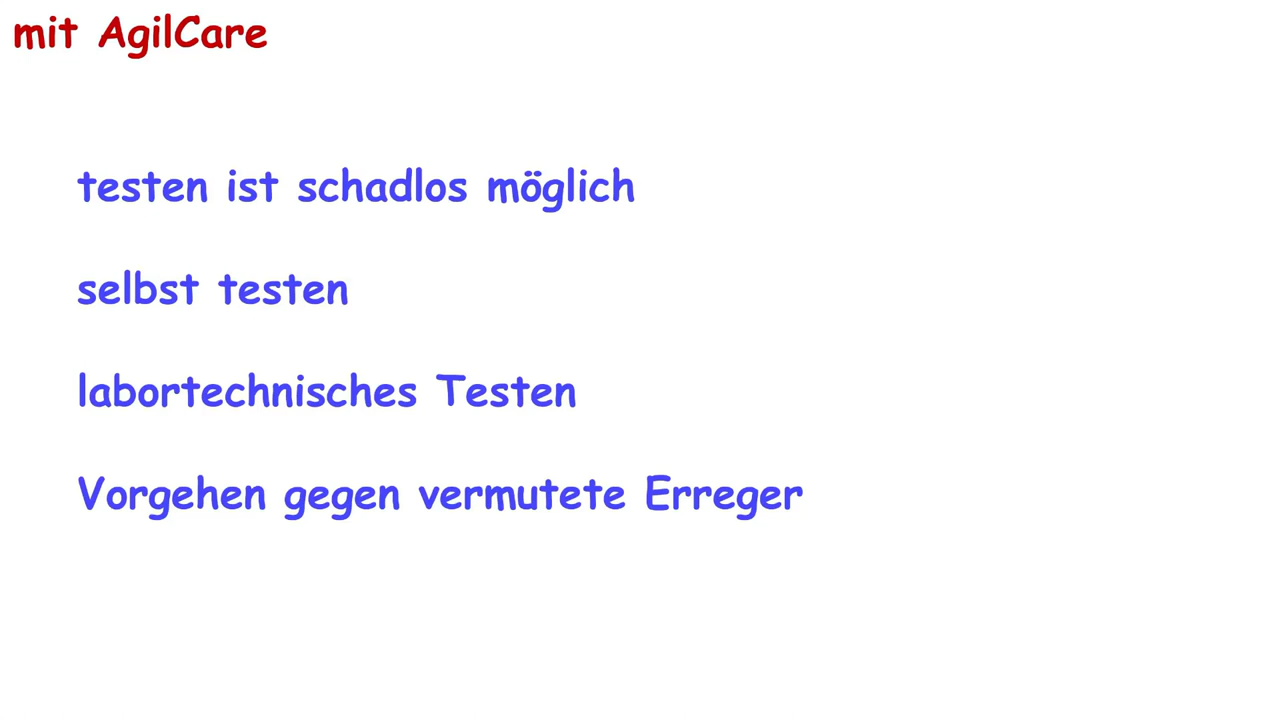 mit AgilCare
testen ist schadlos möglich
selbst testen
labortechnisches Testen
Vorgehen gegen vermutete Erreger